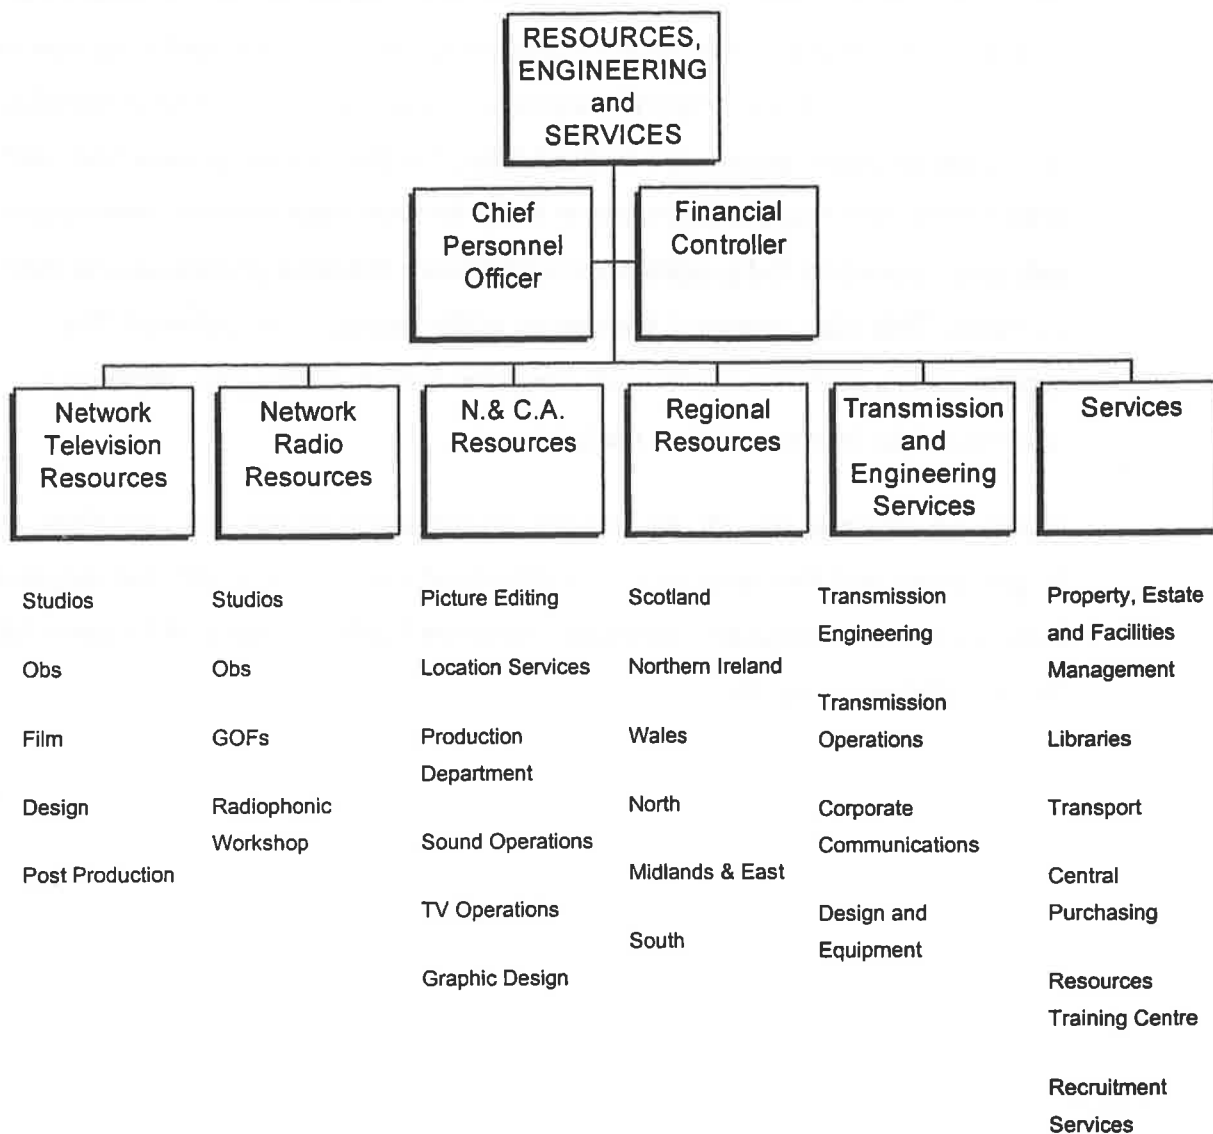 RESOURCES,
ENGINEERING
and
SERVICES
Chief
Personnel
Officer
Financial
Controller
Network
Television
Resources
Network
Radio
Resources
N.& C.A.
Resources
Regional
Resources
Transmission
and
Engineering
Services
Services
Studios
Obs
Film
Design
Post Production
Studios
Obs
GOFs
Radiophonic
Workshop
Picture Editing
Location Services
Production
Department
Sound Operations
TV Operations
Graphic Design
Scotland
Northern Ireland
Wales
North
Midlands & East
South
Transmission
Engineering
Transmission
Operations
Corporate
Communications
Design and
Equipment
Property, Estate
and Facilities
Management
Libraries
Transport
Central
Purchasing
Resources
Training Centre
Recruitment
Services